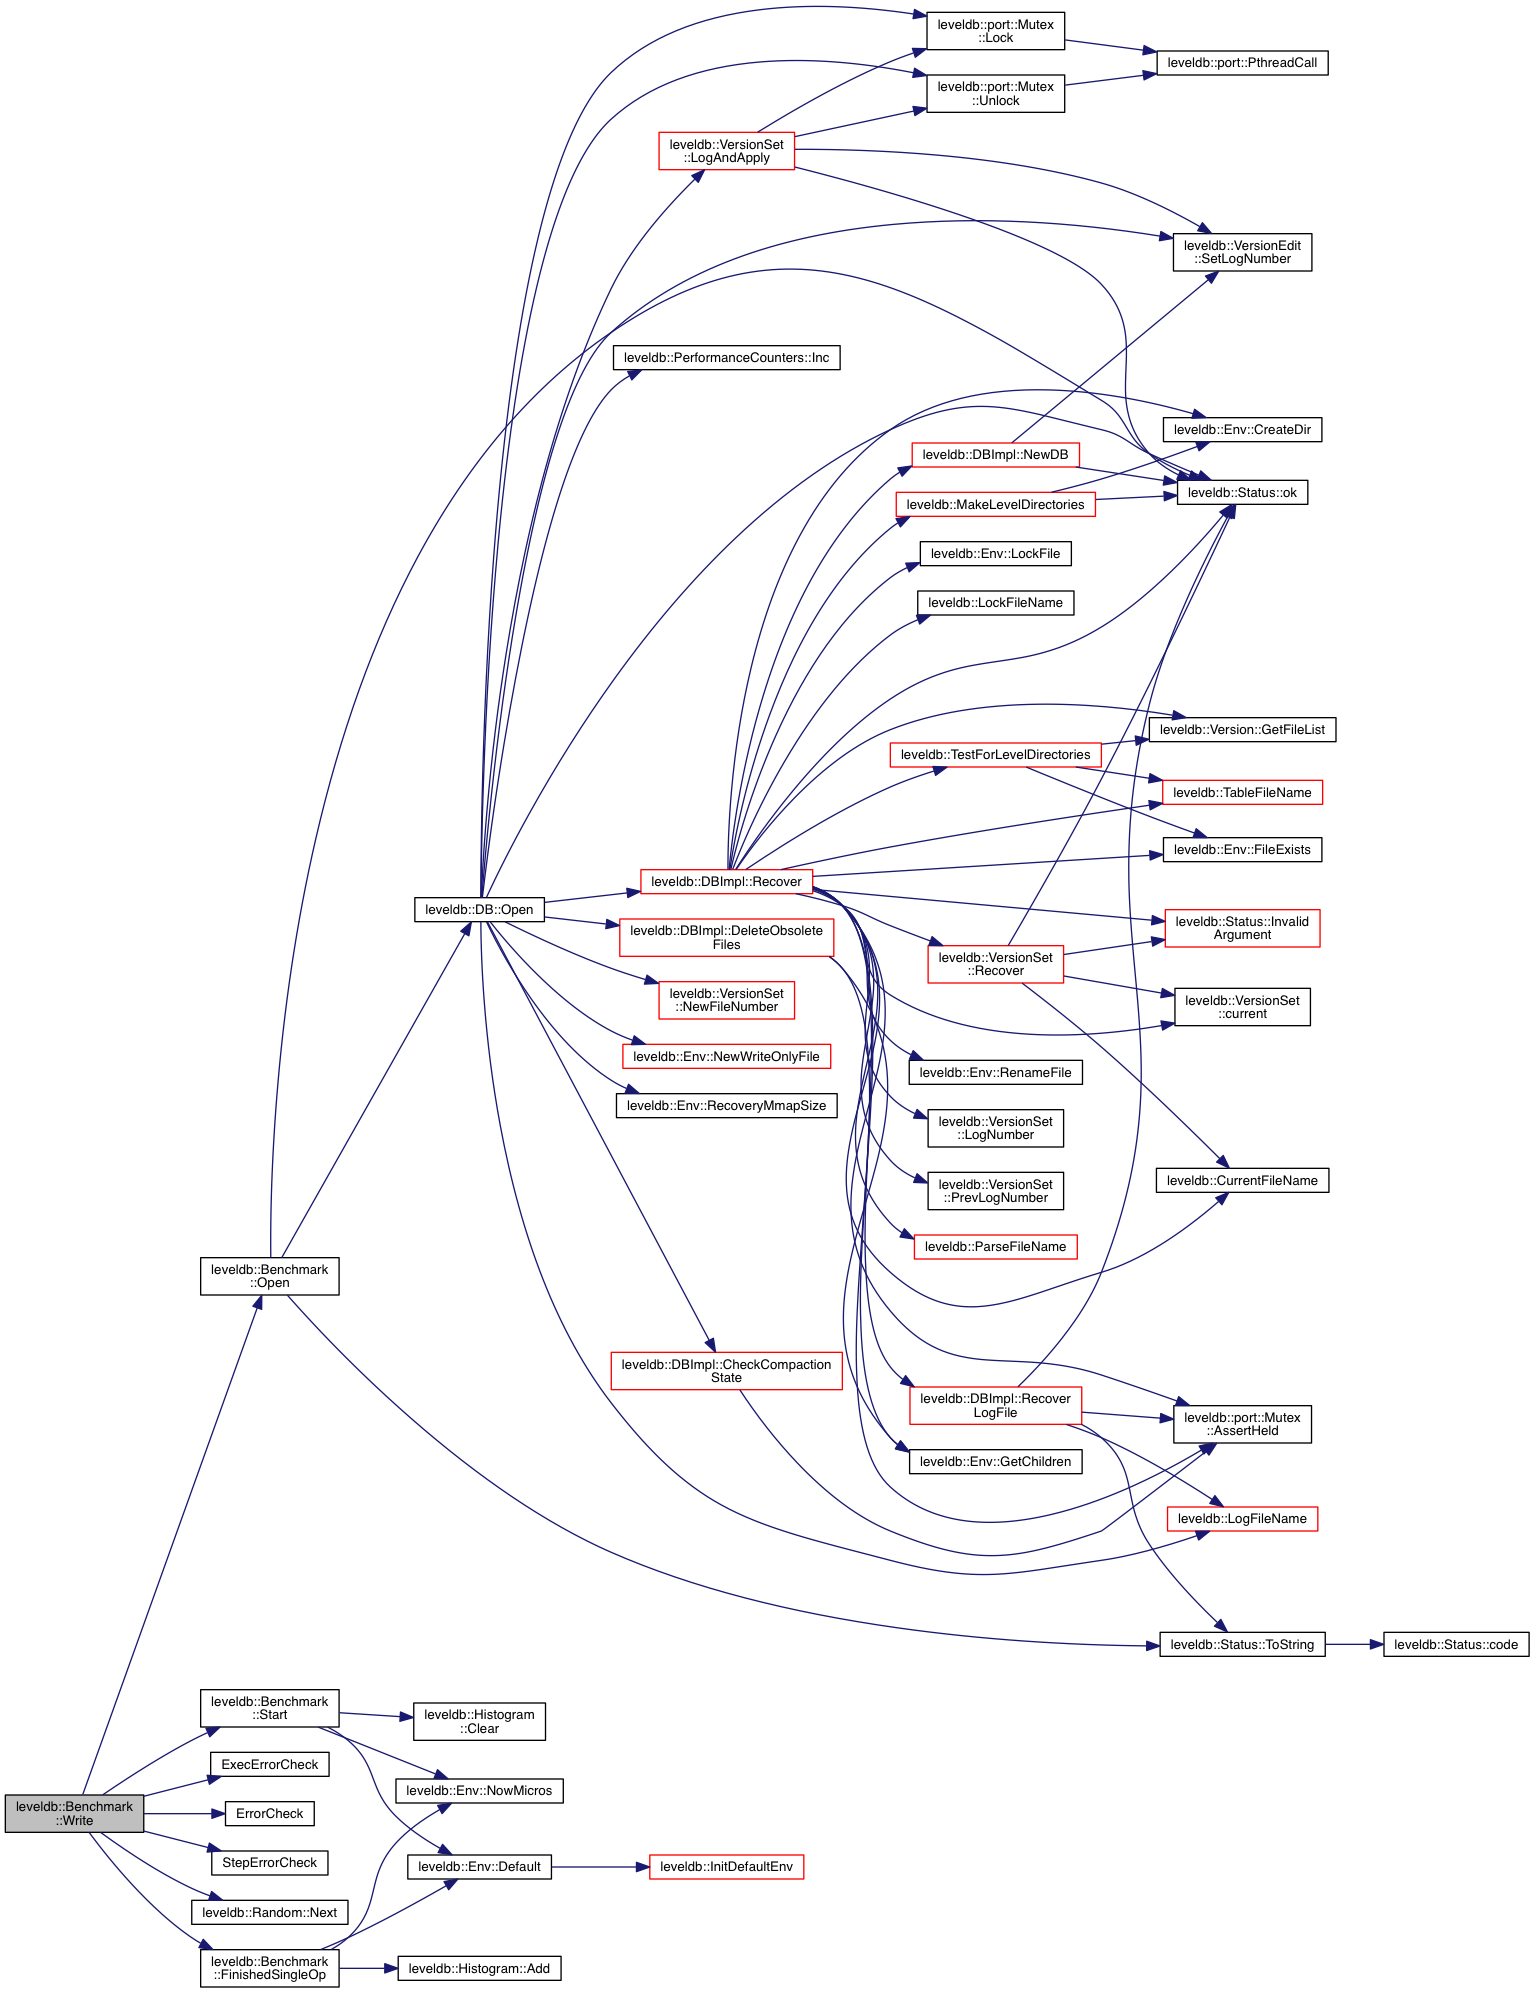 leveldb::port::Mutex
::Lock
leveldb::port::PthreadCall
leveldb::port::Mutex
::Unlock
leveldb::VersionSet
::LogAndApply
leveldb::VersionEdit
::SetLogNumber
leveldb::PerformanceCounters::Inc
leveldb::Env::CreateDir
leveldb::DBImpl::NewDB
leveldb::Status::ok
leveldb::MakeLevelDirectories
leveldb::Env::LockFile
leveldb::LockFileName
leveldb::Version::GetFileList
leveldb::TestForLevelDirectories
leveldb::TableFileName
leveldb::Env::FileExists
leveldb::DBImpl::Recover
leveldb::DB::Open
leveldb::Status::Invalid
Argument
leveldb::DBImpl::DeleteObsolete
Files
leveldb::VersionSet
::Recover
leveldb::VersionSet
::NewFileNumber
leveldb::VersionSet
::current
leveldb::Env::NewWriteOnlyFile
leveldb::Env::RenameFile
leveldb::Env::RecoveryMmapSize
leveldb::VersionSet
::LogNumber
leveldb::CurrentFileName
leveldb::VersionSet
::PrevLogNumber
leveldb::ParseFileName
leveldb::Benchmark
::Open
leveldb::DBImpl::CheckCompaction
State
leveldb::DBImpl::Recover
LogFile
leveldb::port::Mutex
::AssertHeld
leveldb::Env::GetChildren
leveldb::LogFileName
leveldb::Status::ToString
leveldb::Status::code
leveldb::Benchmark
::Start
leveldb::Histogram
::Clear
ExecErrorCheck
leveldb::Env::NowMicros
leveldb::Benchmark
::Write
ErrorCheck
StepErrorCheck
leveldb::Env::Default
leveldb::InitDefaultEnv
leveldb::Random::Next
leveldb::Benchmark
::FinishedSingleOp
leveldb::Histogram::Add